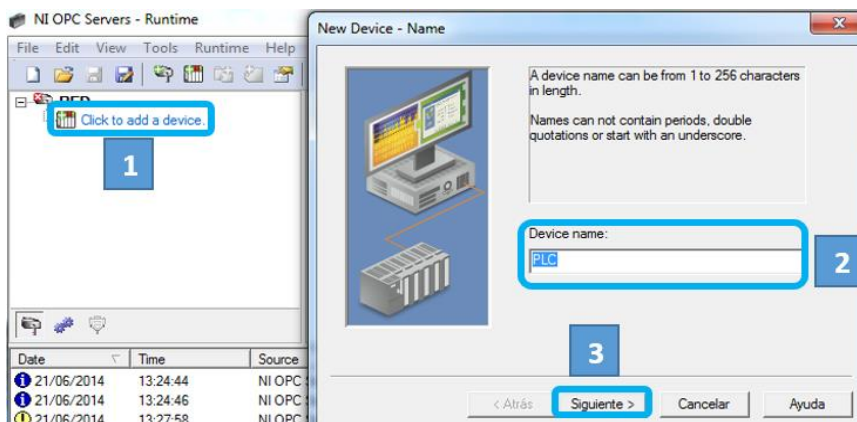 NI OPC Servers - Runtime
File Edit View Tools Runtime Help
RED
Click to add a device.
1
Date Time Source
21/06/2014 13:24:44 NI OPC
21/06/2014 13:24:46 NI OPC
21/06/2014 13:27:58 NI OPC
New Device - Name
A device name can be from 1 to 256 characters
in length.
Names can not contain periods, double
quotations or start with an underscore.
Device name:
PLC
2
3
< Atrás Siguiente > Cancelar Ayuda